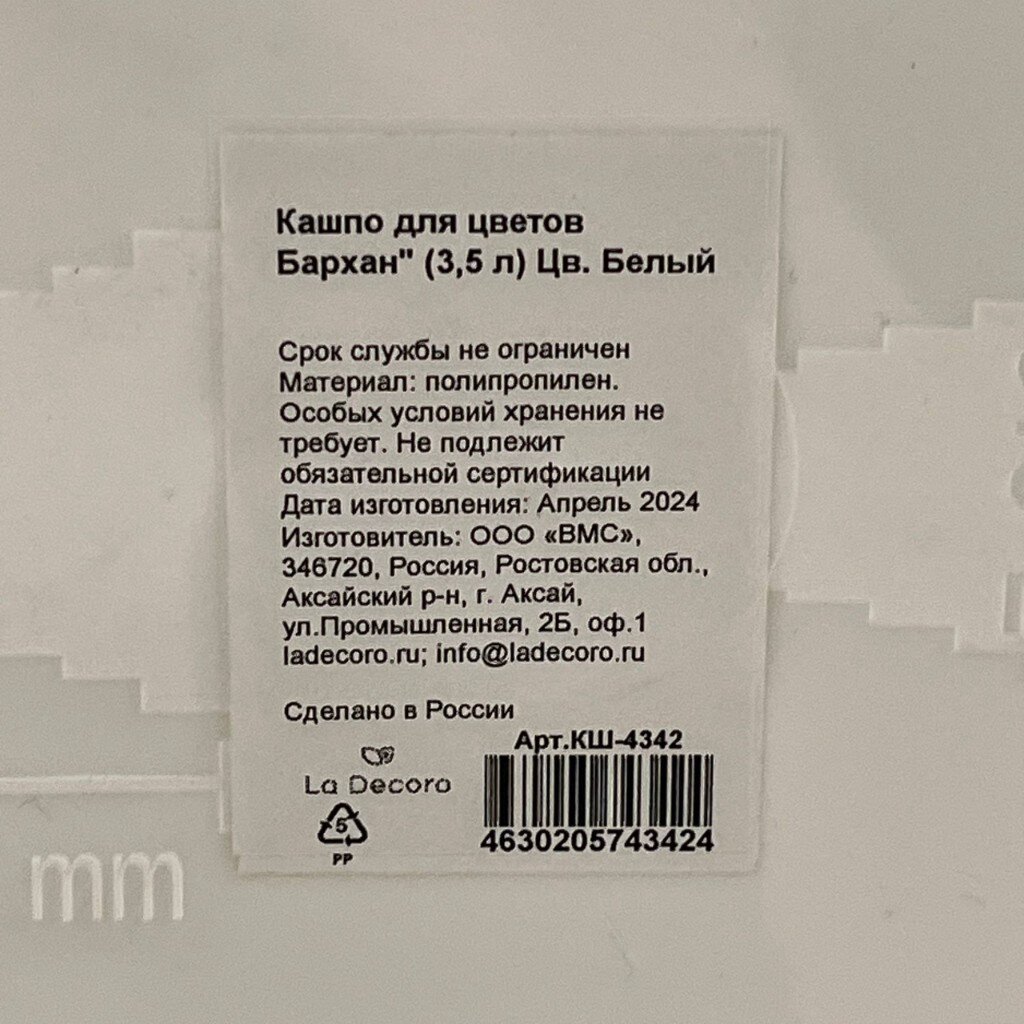 Кашпо для цветов
Бархан" (3,5 л) Цв. Белый
Срок службы не ограничен
Материал: полипропилен.
Особых условий хранения не
требует. Не подлежит
обязательной сертификации
Дата изготовления: Апрель 2024
Изготовитель: ООО «ВМС»,
346720, Россия, Ростовская обл.,
Аксайский р-н, г. Аксай,
ул.Промышленная, 2Б, оф.1
ladecoro.ru; info@ladecoro.ru
Сделано в России
Арт.КШ-4342
La Decoro
5
PP
4630205743424
mm